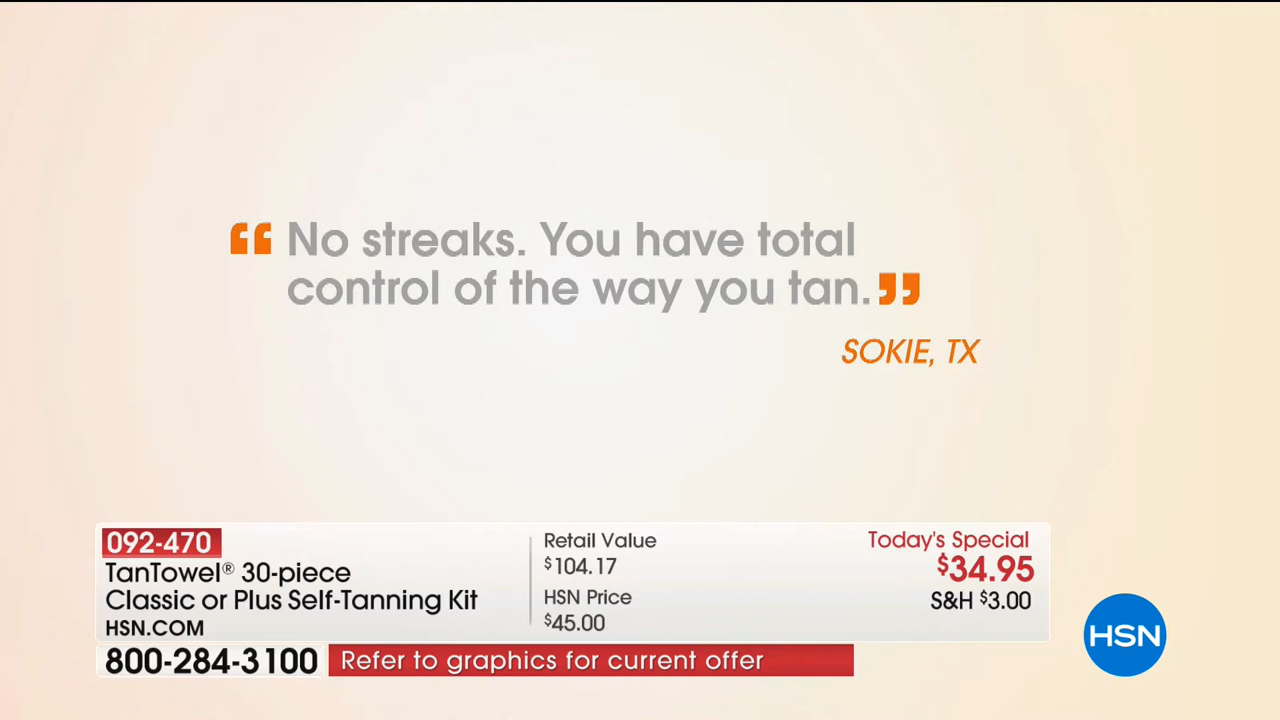 “ No streaks. You have total
control of the way you tan. ”
SOKIE, TX
092-470
TanTowel® 30-piece
Classic or Plus Self-Tanning Kit
HSN.COM
Retail Value
$104.17
HSN Price
$45.00
Today's Special
$34.95
S&H $3.00
800-284-3100
Refer to graphics for current offer
HSN